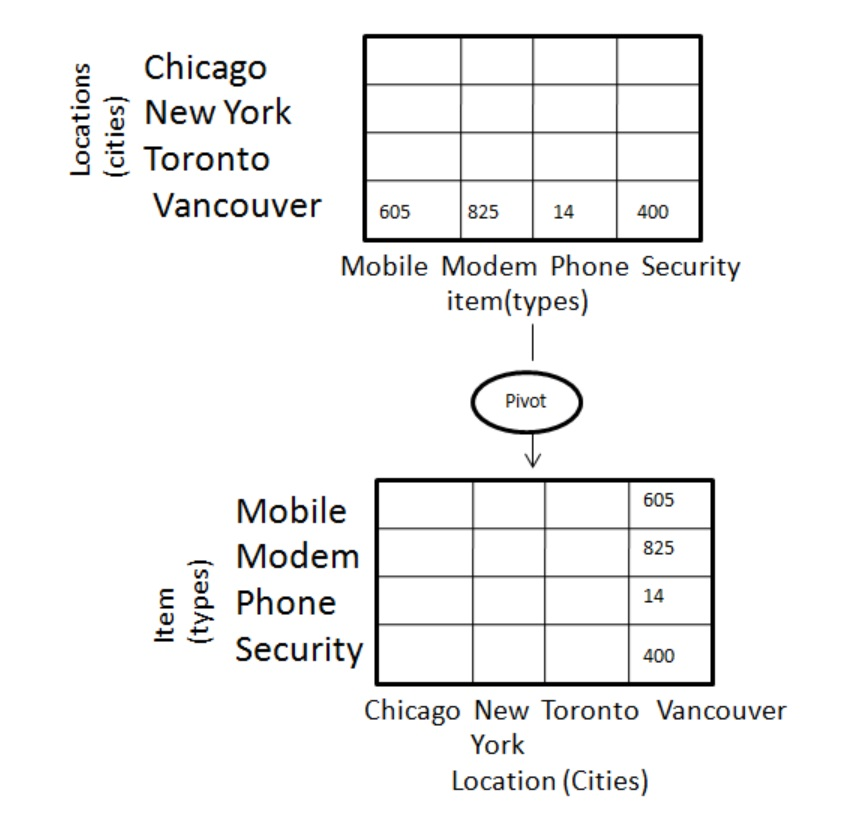 Locations
(cities)
Chicago
New York
Toronto
Vancouver
605 825 14 400
Mobile Modem Phone Security
item(types)
Pivot
Item
(types)
Mobile 605
Modem 825
Phone 14
Security 400
Chicago New Toronto Vancouver
York
Location (Cities)